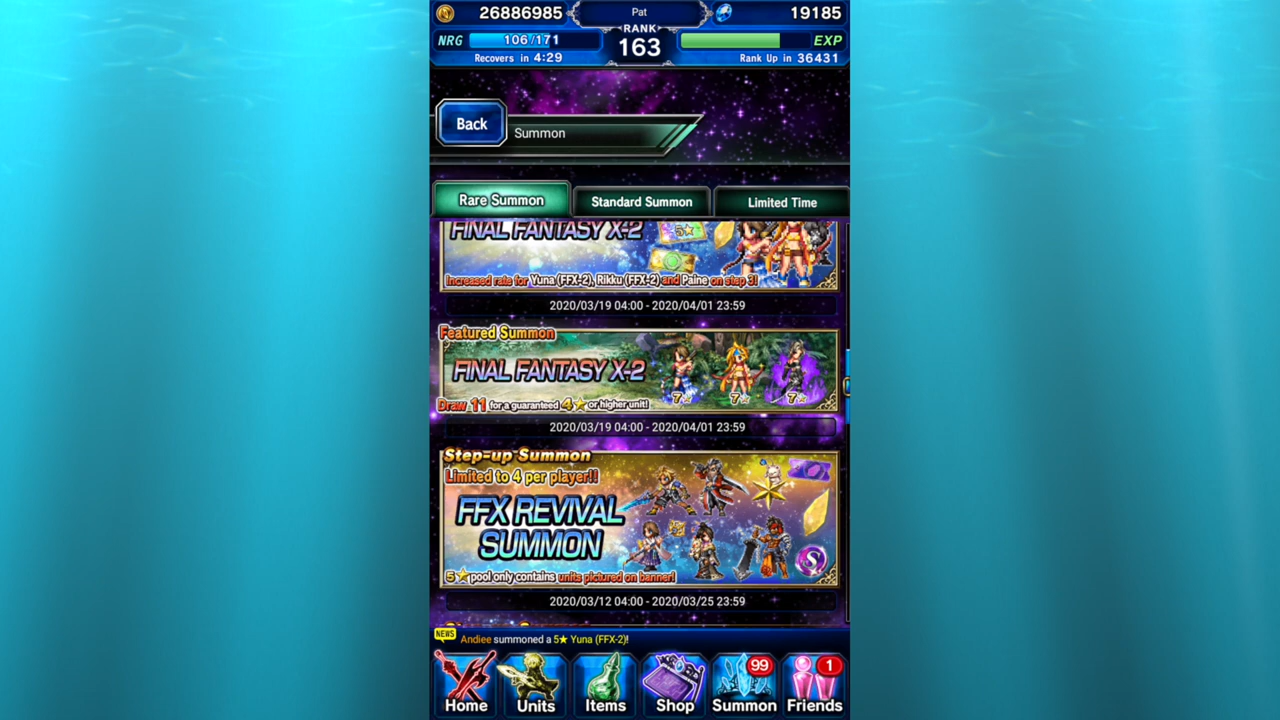 26886985
Pat
19185
NRG 106/171
RANK
163
EXP
Recovers in 4:29
Rank Up in 36431
Back
Summon
Rare Summon
Standard Summon
Limited Time
FINAL FANTASY X-2
5★
Increased rate for Yuna (FFX-2), Rikku (FFX-2) and Paine on step 3!
2020/03/19 04:00 - 2020/04/01 23:59
Featured Summon
FINAL FANTASY X-2
7★ 7★ 7★
Draw 11 for a guaranteed 4★ or higher unit!
2020/03/19 04:00 - 2020/04/01 23:59
Step-up Summon
Limited to 4 per player!!
FFX REVIVAL
SUMMON
S
5★ pool only contains units pictured on banner!
2020/03/12 04:00 - 2020/03/25 23:59
NEWS
Andiee summoned a 5★ Yuna (FFX-2)!
99
1
Home
Units
Items
Shop
Summon
Friends